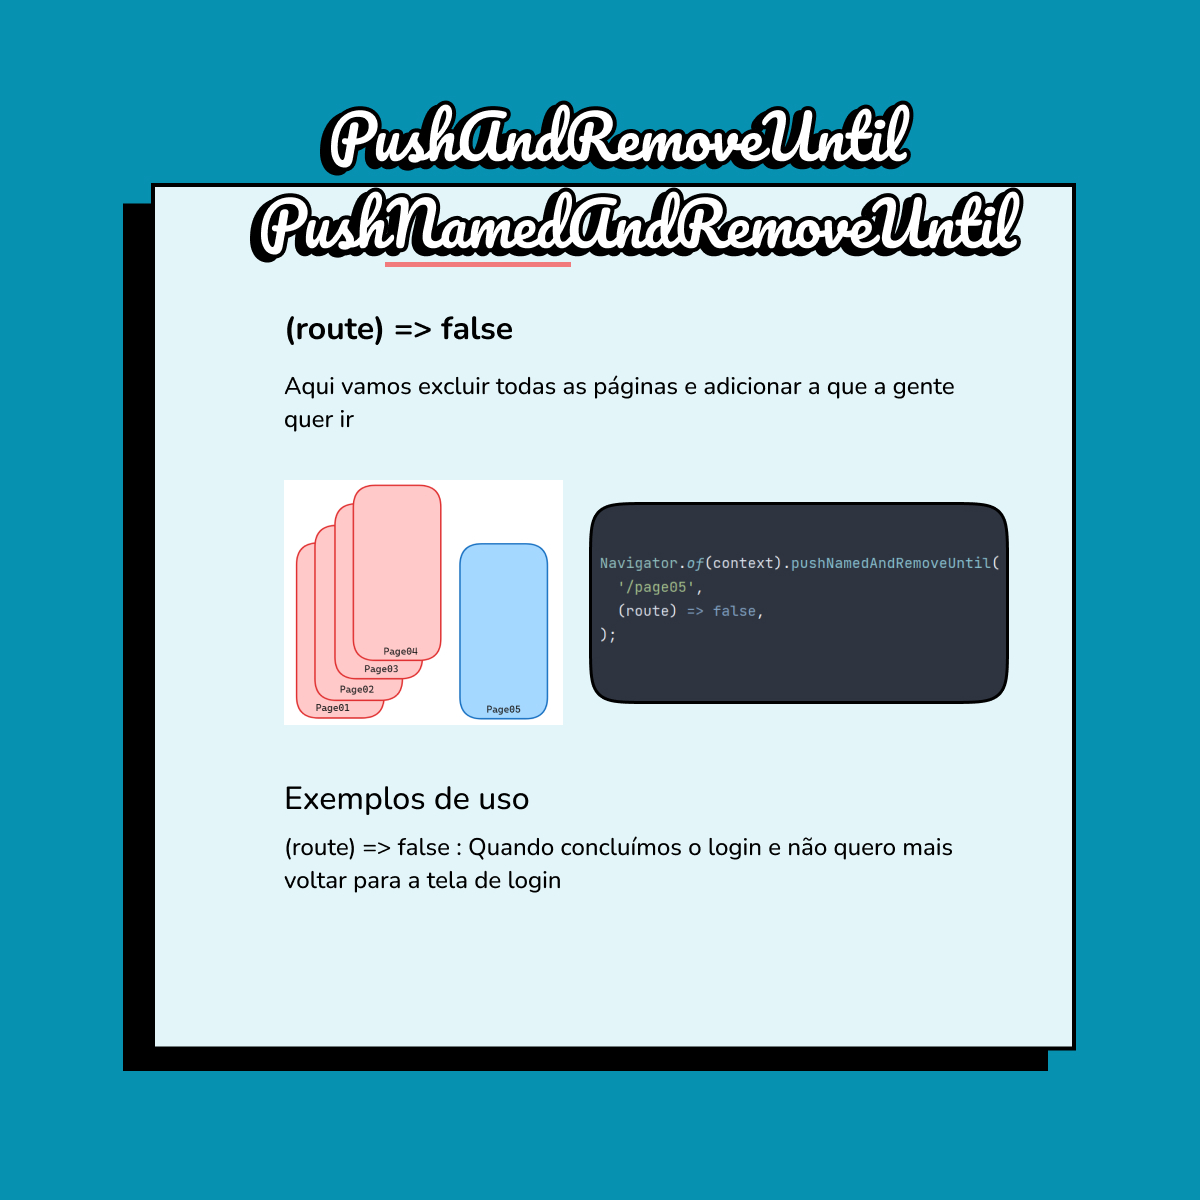 PushAndRemoveUntil
PushNamedAndRemoveUntil
(route) => false
Aqui vamos excluir todas as páginas e adicionar a que a gente
quer ir
Page04
Page03
Page02
Page01
Page05
Navigator.of(context).pushNamedAndRemoveUntil(
'/page05',
(route) => false,
);
Exemplos de uso
(route) => false : Quando concluímos o login e não quero mais
voltar para a tela de login